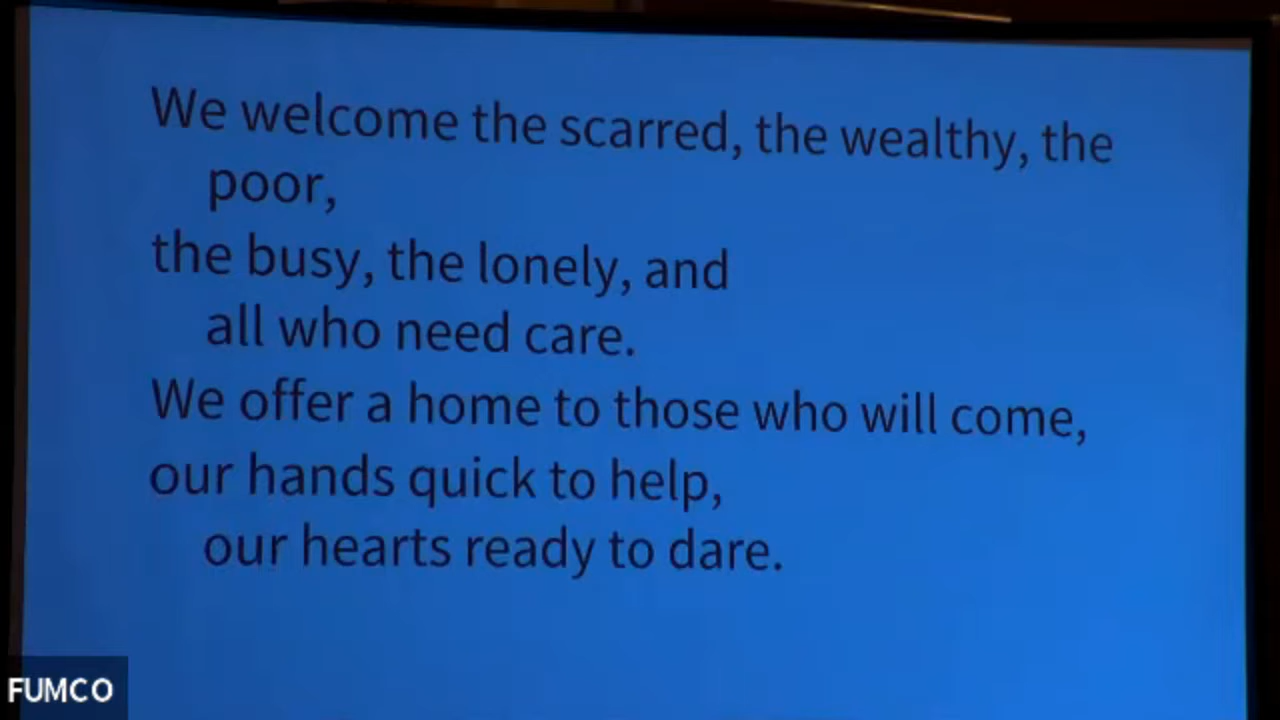 We welcome the scarred, the wealthy, the
poor,
the busy, the lonely, and
all who need care.
We offer a home to those who will come,
our hands quick to help,
our hearts ready to dare.
FUMCO